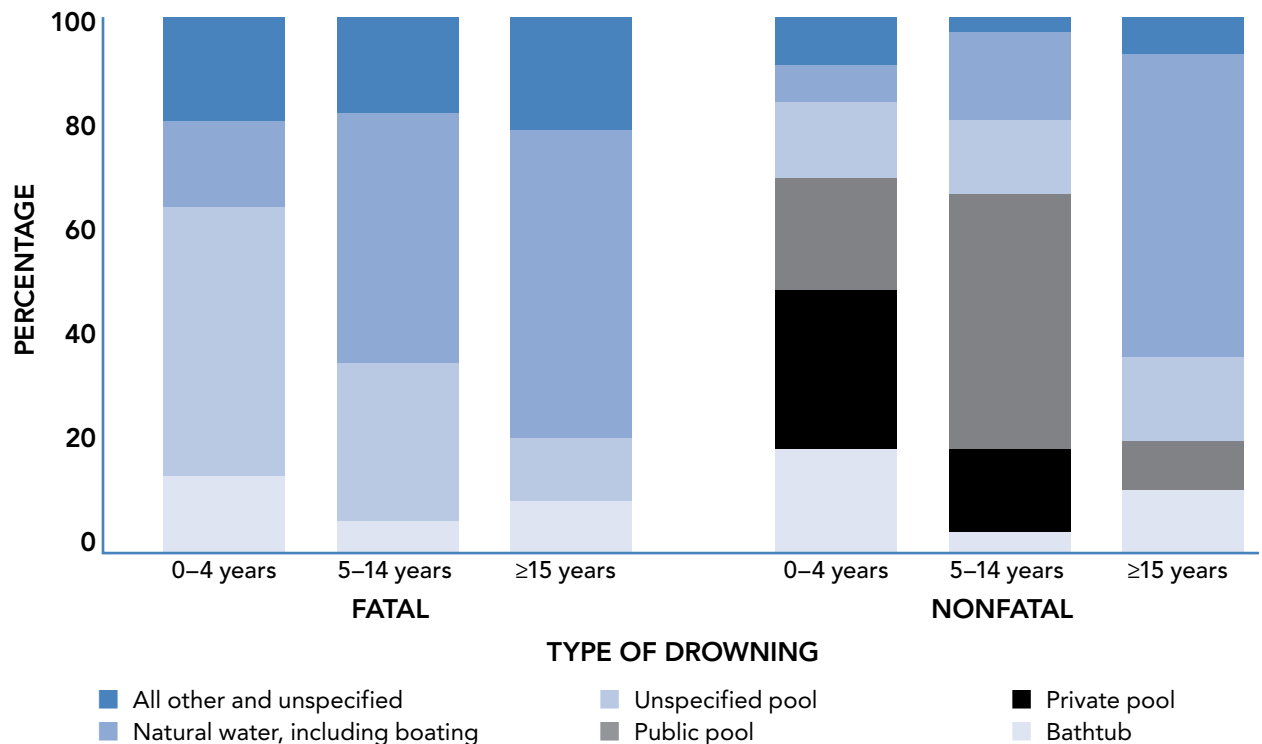 100
80
60
40
20
0
PERCENTAGE
0–4 years 5–14 years ≥15 years 0–4 years 5–14 years ≥15 years
FATAL NONFATAL
TYPE OF DROWNING
All other and unspecified Unspecified pool Private pool
Natural water, including boating Public pool Bathtub